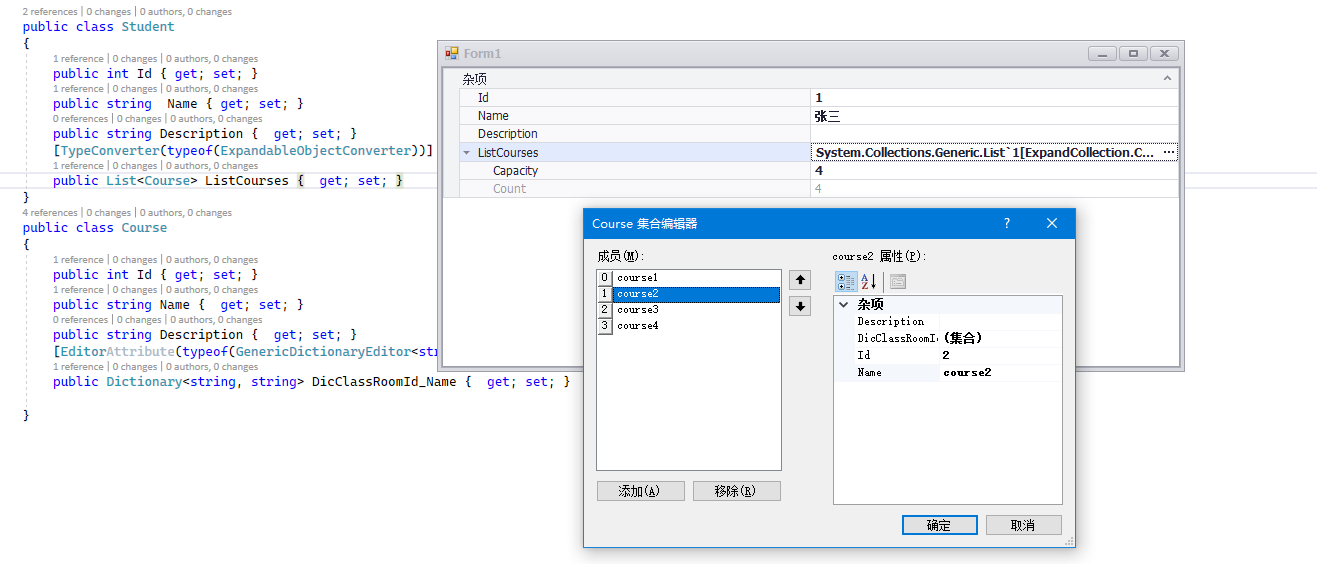 2 references | 0 changes | 0 authors, 0 changes
public class Student
{
1 reference | 0 changes | 0 authors, 0 changes
public int Id { get; set; }
1 reference | 0 changes | 0 authors, 0 changes
public string  Name { get; set; }
0 references | 0 changes | 0 authors, 0 changes
public string Description {  get; set; }
[TypeConverter(typeof(ExpandableObjectConverter))]
1 reference | 0 changes | 0 authors, 0 changes
public List<Course> ListCourses {  get; set; }
}
4 references | 0 changes | 0 authors, 0 changes
public class Course
{
1 reference | 0 changes | 0 authors, 0 changes
public int Id { get; set; }
1 reference | 0 changes | 0 authors, 0 changes
public string Name {  get; set; }
0 references | 0 changes | 0 authors, 0 changes
public string Description {  get; set; }
[EditorAttribute(typeof(GenericDictionaryEditor<str
1 reference | 0 changes | 0 authors, 0 changes
public Dictionary<string, string> DicClassRoomId_Name {  get; set; }
}
Form1
杂项
Id 1
Name 张三
Description
ListCourses System.Collections.Generic.List`1[ExpandCollection.C... ...
Capacity 4
Count 4
Course 集合编辑器 ?
成员(M):
0 course1
1 course2
2 course3
3 course4
添加(A) 移除(R)
course2 属性(P):
杂项
Description
DicClassRoomI (集合)
Id 2
Name course2
确定 取消